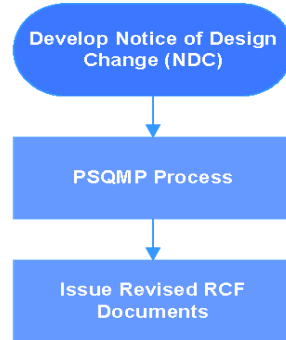 Develop Notice of Design
Change (NDC)
PSQMP Process
Issue Revised RCF
Documents